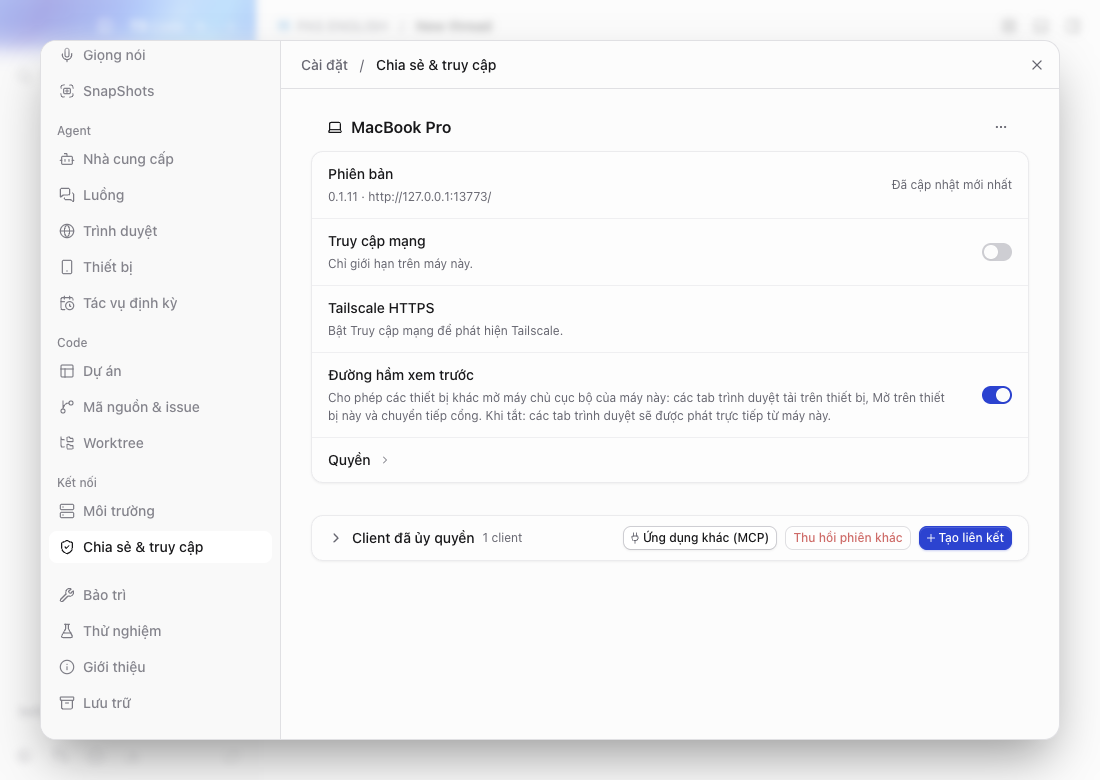 Giọng nói
SnapShots
Agent
Nhà cung cấp
Luồng
Trình duyệt
Thiết bị
Tác vụ định kỳ
Code
Dự án
Mã nguồn & issue
Worktree
Kết nối
Môi trường
Chia sẻ & truy cập
Bảo trì
Thử nghiệm
Giới thiệu
Lưu trữ
Cài đặt / Chia sẻ & truy cập
MacBook Pro
Phiên bản
0.1.11 · http://127.0.0.1:13773/
Đã cập nhật mới nhất
Truy cập mạng
Chỉ giới hạn trên máy này.
Tailscale HTTPS
Bật Truy cập mạng để phát hiện Tailscale.
Đường hầm xem trước
Cho phép các thiết bị khác mở máy chủ cục bộ của máy này: các tab trình duyệt tải trên thiết bị, Mở trên thiết
bị này và chuyển tiếp cổng. Khi tắt: các tab trình duyệt sẽ được phát trực tiếp từ máy này.
Quyền
Client đã ủy quyền 1 client
Ứng dụng khác (MCP)
Thu hồi phiên khác
+ Tạo liên kết